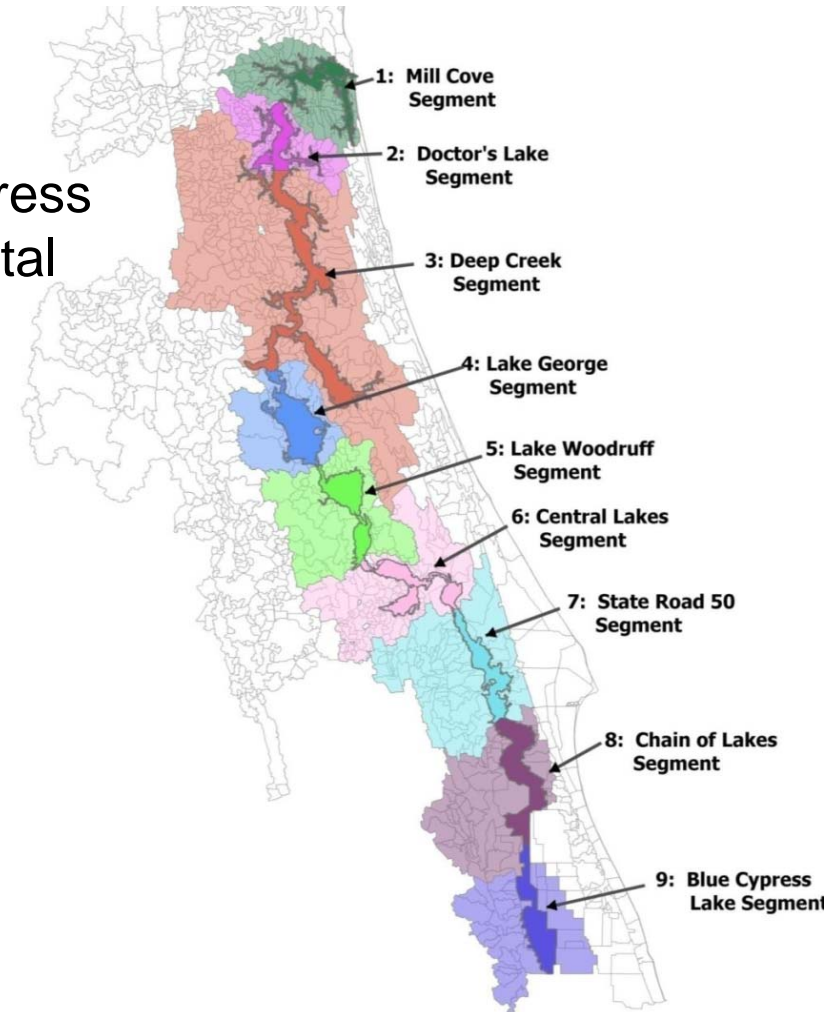 1: Mill Cove
Segment
2: Doctor's Lake
Segment
ress
tal
3: Deep Creek
Segment
4: Lake George
Segment
5: Lake Woodruff
Segment
6: Central Lakes
Segment
7: State Road 50
Segment
8: Chain of Lakes
Segment
9: Blue Cypress
Lake Segment